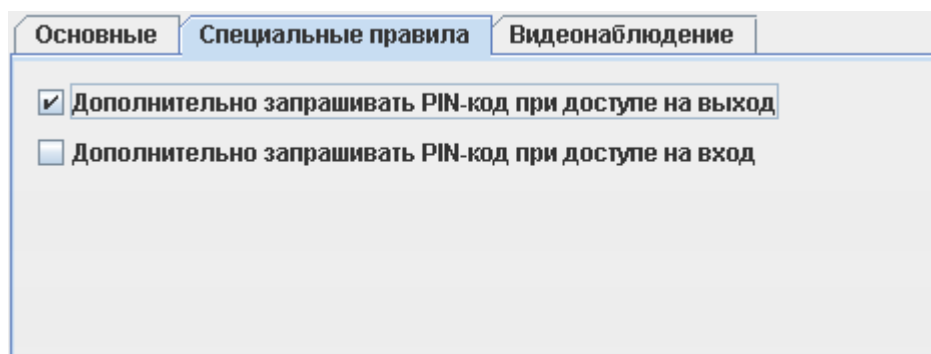 Основные Специальные правила Видеонаблюдение
Дополнительно запрашивать PIN-код при доступе на выход
Дополнительно запрашивать PIN-код при доступе на вход